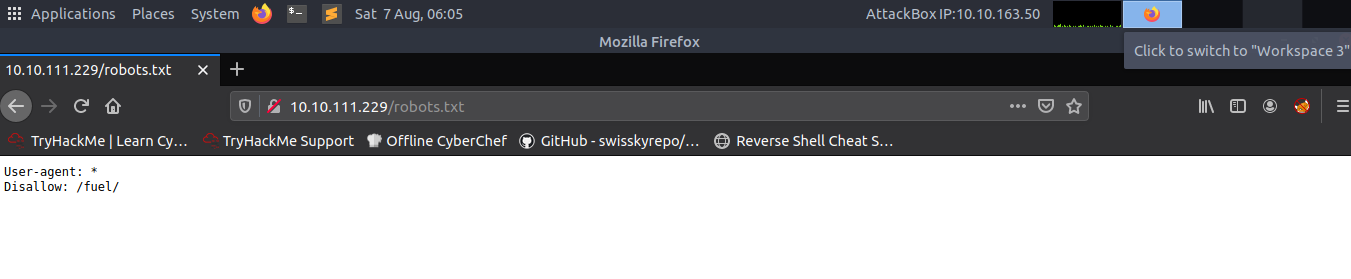 Applications Places System Sat 7 Aug, 06:05 AttackBox IP:10.10.163.50
Mozilla Firefox
Click to switch to "Workspace 3"
10.10.111.229/robots.txt
10.10.111.229/robots.txt
TryHackMe | Learn Cy… TryHackMe Support Offline CyberChef GitHub - swisskyrepo/… Reverse Shell Cheat S…
User-agent: *
Disallow: /fuel/